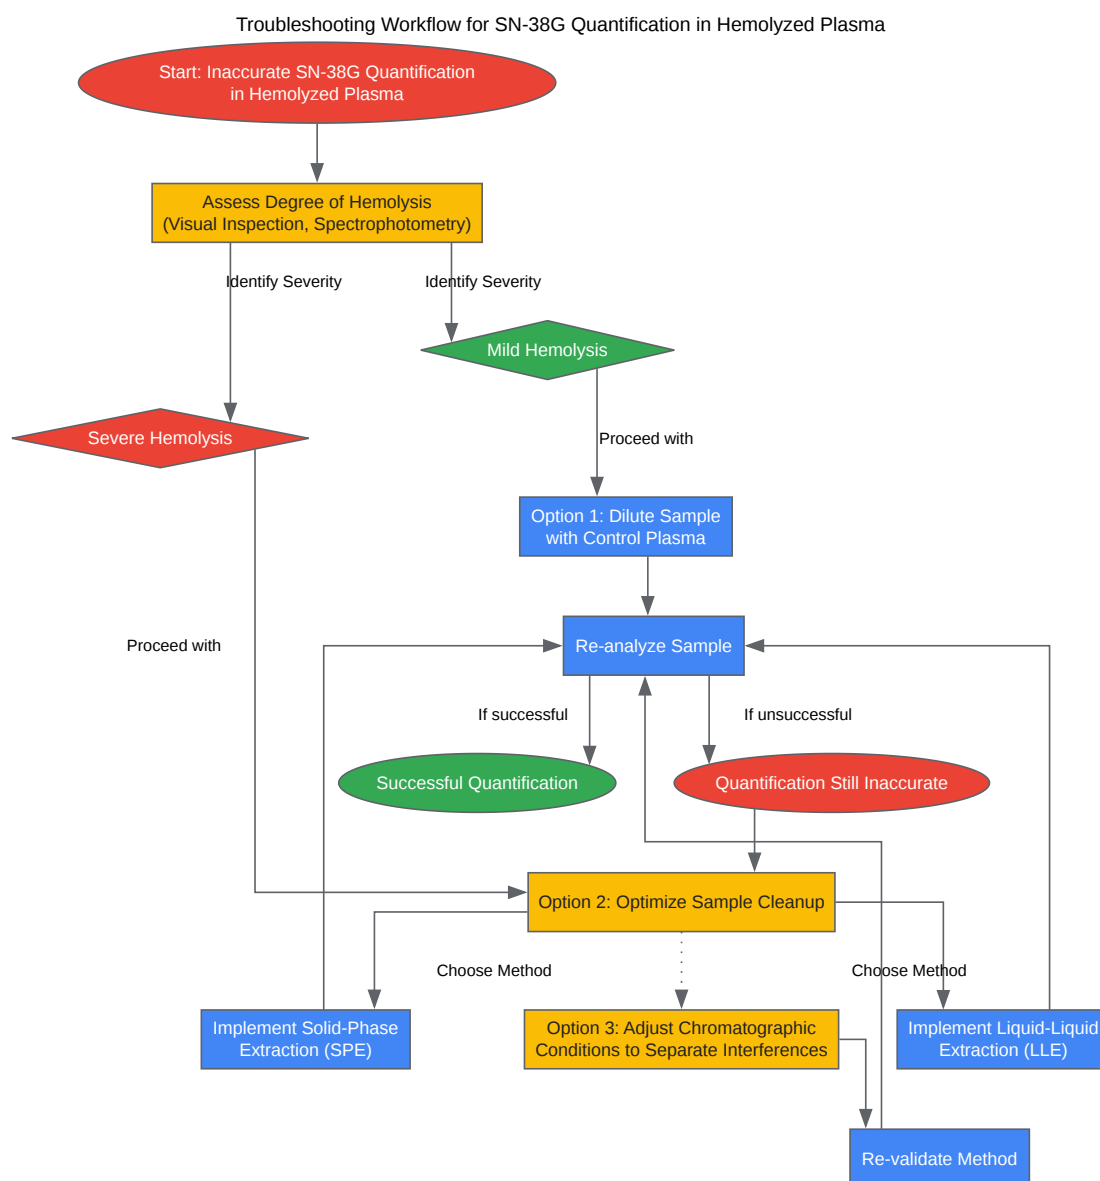 Troubleshooting Workflow for SN-38G Quantification in Hemolyzed Plasma
Start: Inaccurate SN-38G Quantification
in Hemolyzed Plasma
Assess Degree of Hemolysis
(Visual Inspection, Spectrophotometry)
Identify Severity
Identify Severity
Mild Hemolysis
Severe Hemolysis
Proceed with
Option 1: Dilute Sample
with Control Plasma
Proceed with
Re-analyze Sample
If successful
If unsuccessful
Successful Quantification
Quantification Still Inaccurate
Option 2: Optimize Sample Cleanup
Choose Method
Choose Method
Implement Solid-Phase
Extraction (SPE)
Option 3: Adjust Chromatographic
Conditions to Separate Interferences
Implement Liquid-Liquid
Extraction (LLE)
Re-validate Method